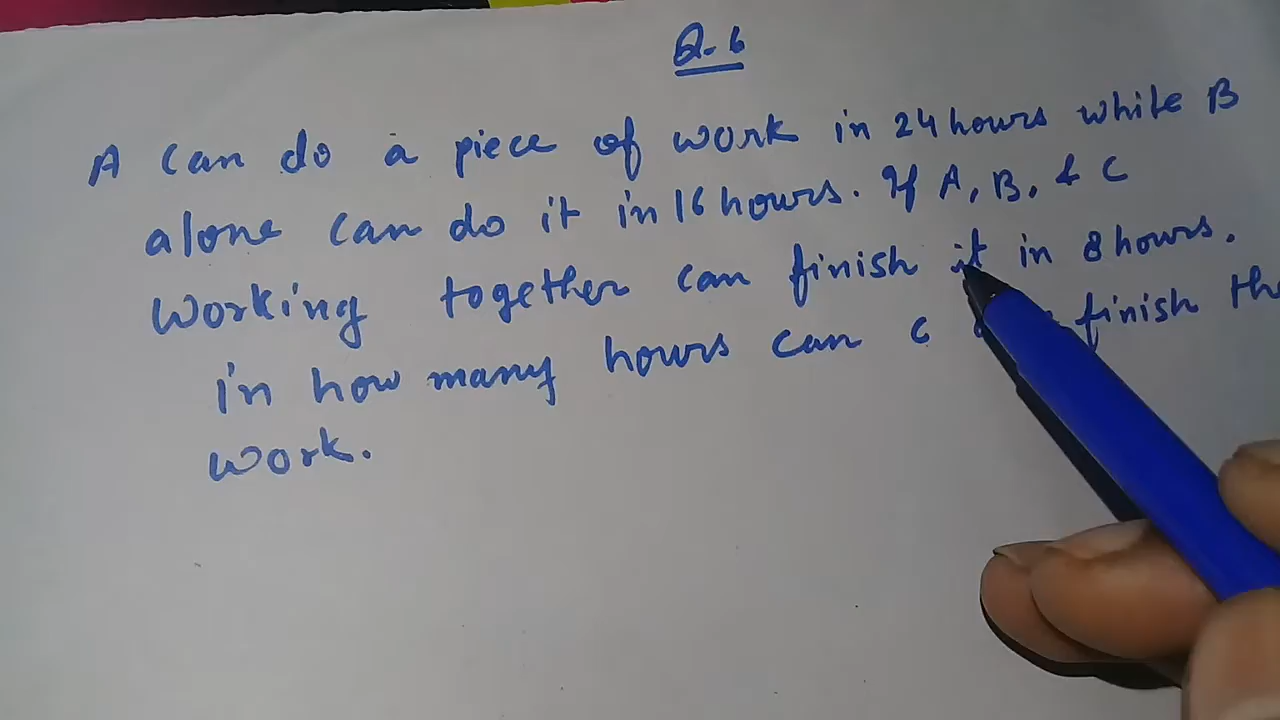 Q-6
A can do a piece of work in 24 hours while B
alone can do it in 16 hours. If A, B, & C
working together can finish it in 8 hours.
in how many hours can C finish the
work.